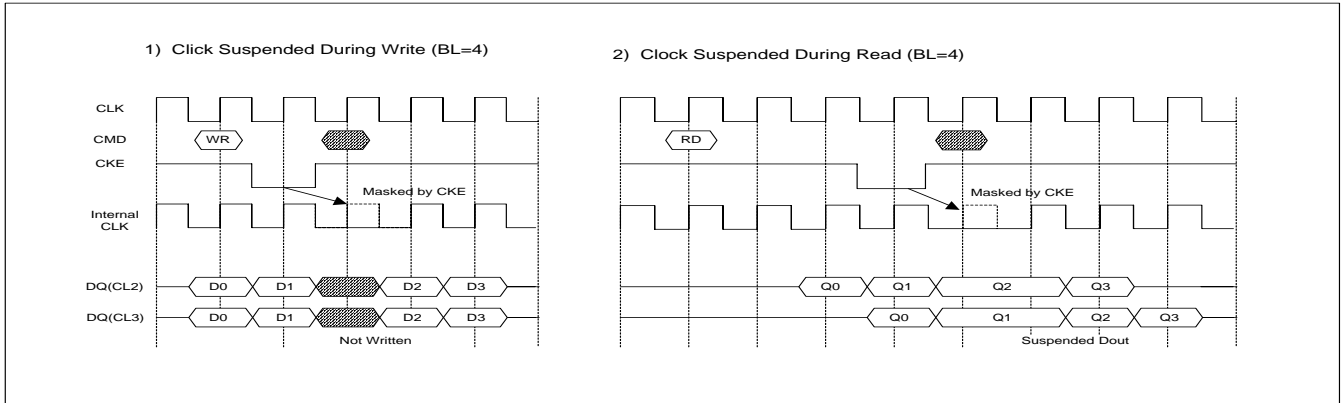 1) Click Suspended During Write (BL=4)
2) Clock Suspended During Read (BL=4)
CLK
CMD
WR
CKE
Masked by CKE
Internal
CLK
DQ(CL2)
D0 D1 D2 D3
DQ(CL3)
D0 D1 D2 D3
Not Written
RD
Masked by CKE
Q0 Q1 Q2 Q3
Q0 Q1 Q2 Q3
Suspended Dout